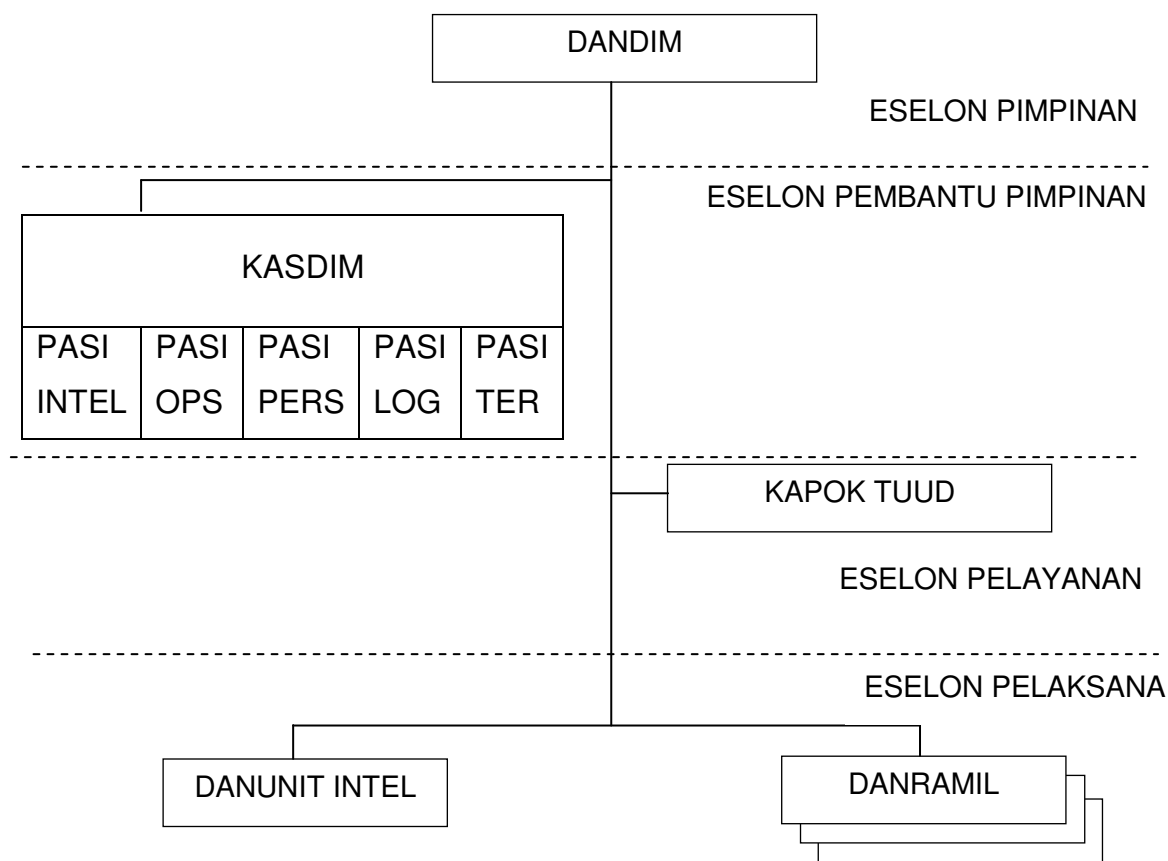 DANDIM
ESELON PIMPINAN
ESELON PEMBANTU PIMPINAN
KASDIM
PASI INTEL
PASI OPS
PASI PERS
PASI LOG
PASI TER
KAPOK TUUD
ESELON PELAYANAN
ESELON PELAKSANA
DANUNIT INTEL
DANRAMIL